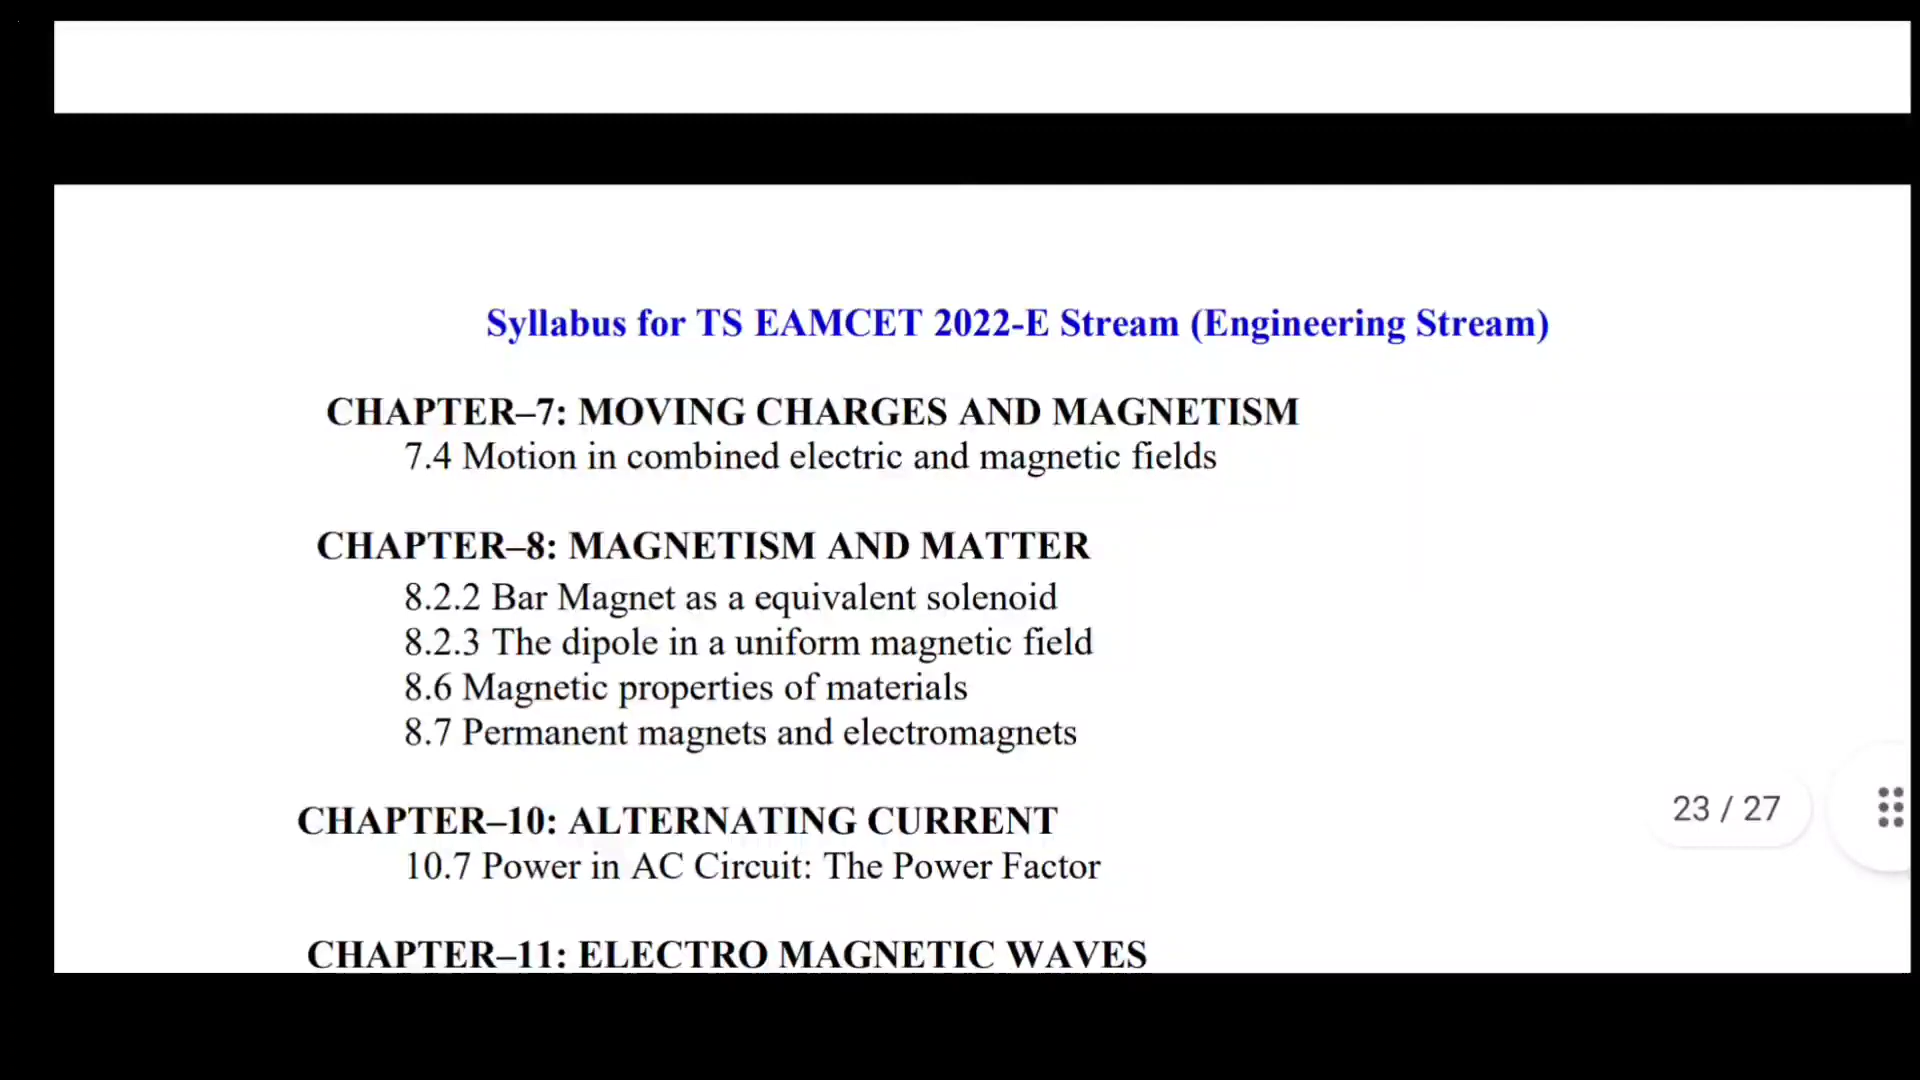 Syllabus for TS EAMCET 2022-E Stream (Engineering Stream)
CHAPTER–7: MOVING CHARGES AND MAGNETISM
7.4 Motion in combined electric and magnetic fields
CHAPTER–8: MAGNETISM AND MATTER
8.2.2 Bar Magnet as a equivalent solenoid
8.2.3 The dipole in a uniform magnetic field
8.6 Magnetic properties of materials
8.7 Permanent magnets and electromagnets
23 / 27
CHAPTER–10: ALTERNATING CURRENT
10.7 Power in AC Circuit: The Power Factor
CHAPTER–11: ELECTRO MAGNETIC WAVES